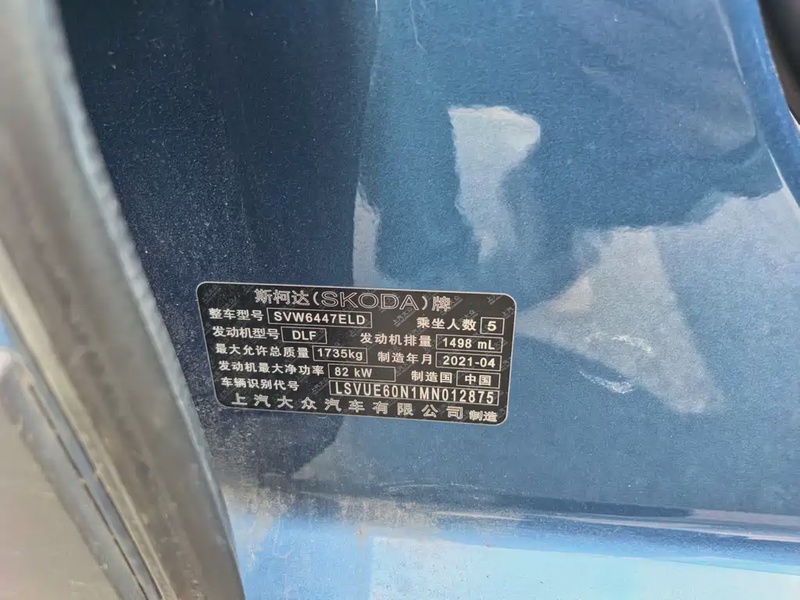 斯柯达(SKODA)牌
整车型号 SVW6447ELD 乘坐人数 5
发动机型号 DLF 发动机排量 1498 mL
最大允许总质量 1735kg 制造年月 2021-04
发动机最大净功率 82 kW 制造国 中国
车辆识别代号 LSVUE60N1MN012875
上汽大众汽车有限公司 制造